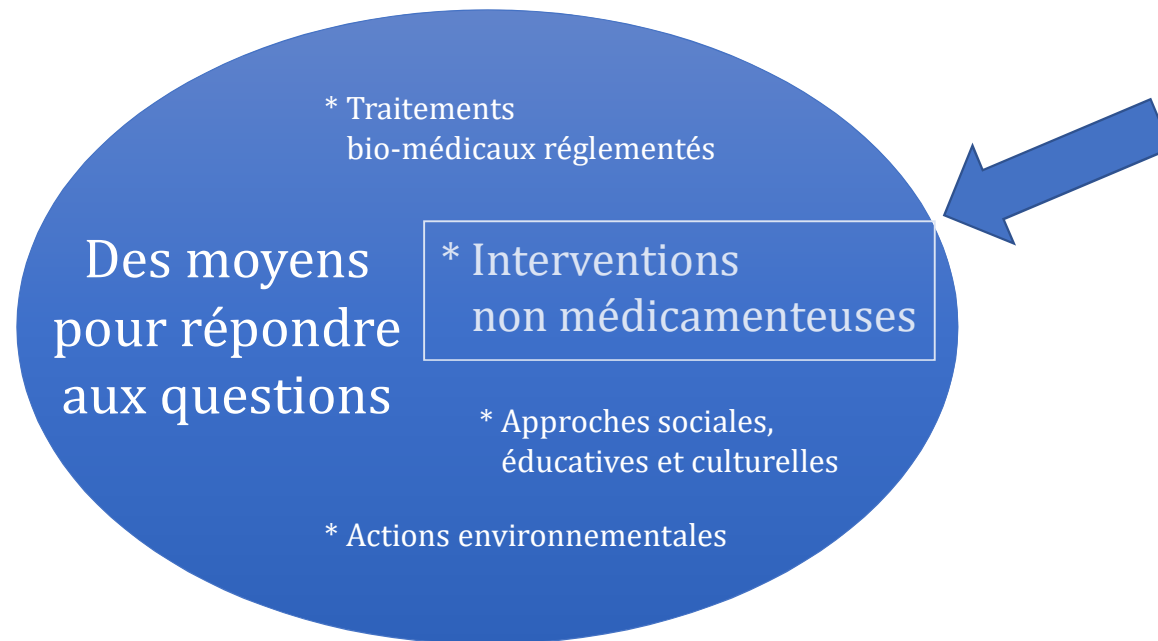 * Traitements
bio-médicaux réglementés
Des moyens
pour répondre
aux questions
* Interventions
non médicamenteuses
* Approches sociales,
éducatives et culturelles
* Actions environnementales